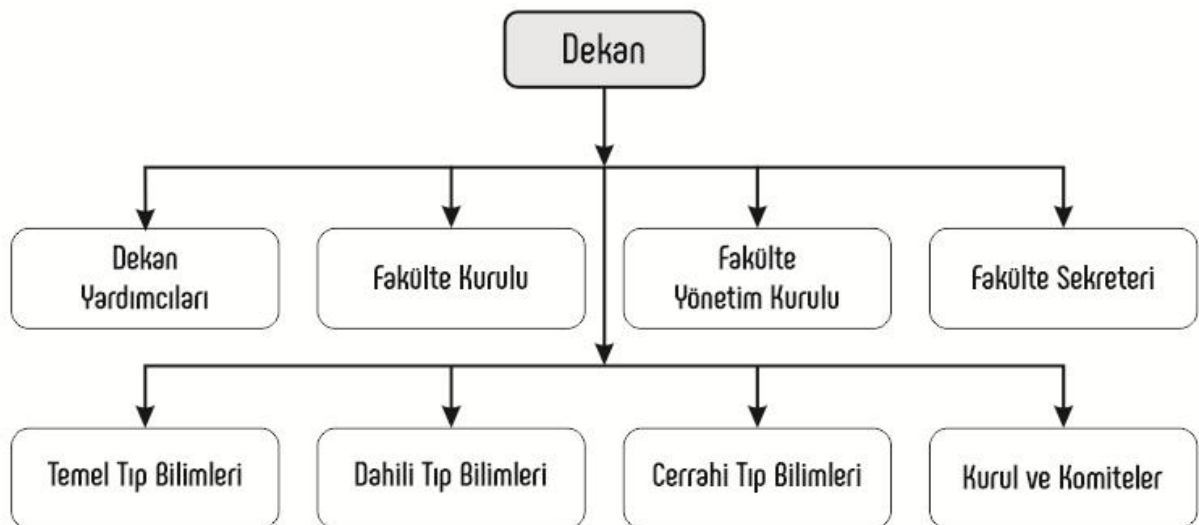 Dekan
Dekan
Yardımcıları
Fakülte Kurulu
Fakülte
Yönetim Kurulu
Fakülte Sekreteri
Temel Tıp Bilimleri
Dahili Tıp Bilimleri
Cerrahi Tıp Bilimleri
Kurul ve Komiteler